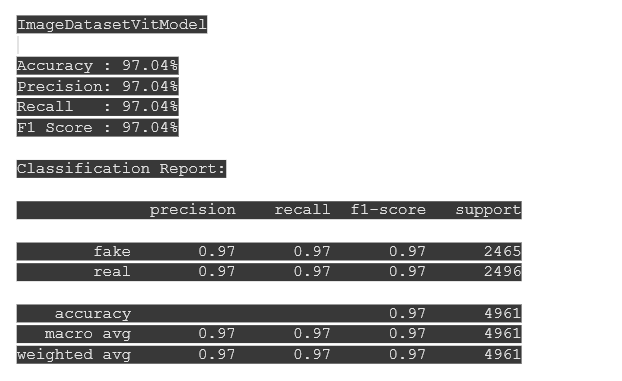 ImageDatasetVitModel
Accuracy : 97.04%
Precision: 97.04%
Recall   : 97.04%
F1 Score : 97.04%
Classification Report:
              precision    recall  f1-score   support
        fake       0.97      0.97      0.97      2465
        real       0.97      0.97      0.97      2496
    accuracy                           0.97      4961
   macro avg       0.97      0.97      0.97      4961
weighted avg       0.97      0.97      0.97      4961